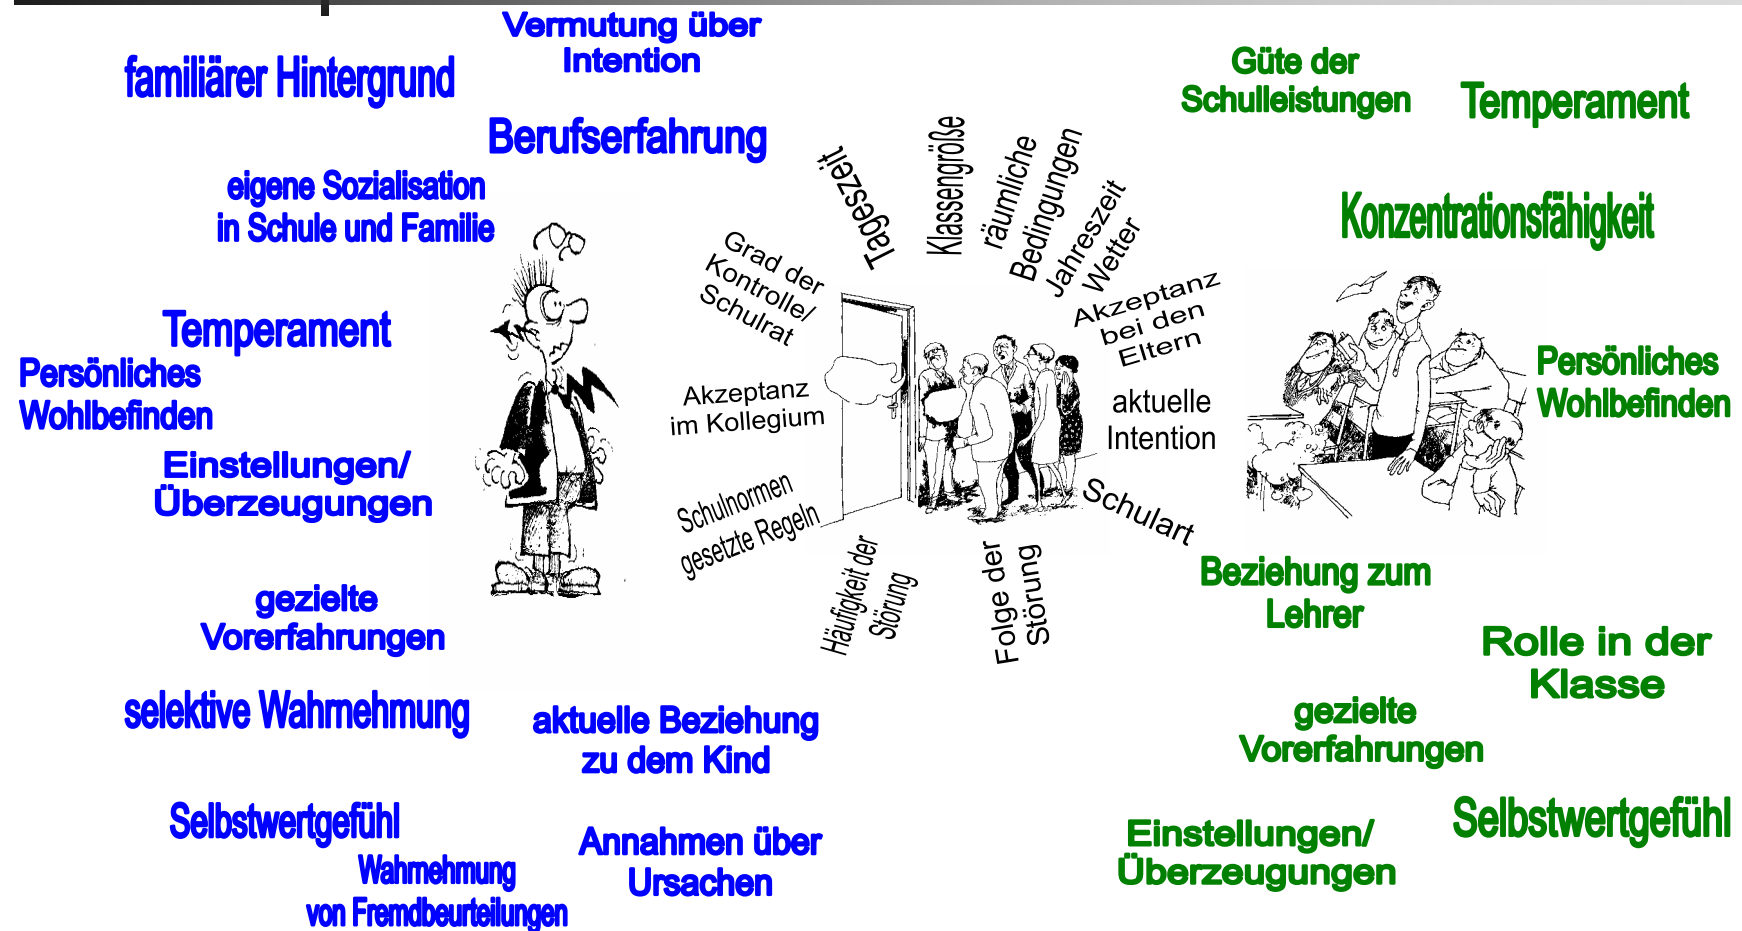 Vermutung über
Intention
familiärer Hintergrund
Berufserfahrung
eigene Sozialisation
in Schule und Familie
Temperament
Persönliches
Wohlbefinden
Einstellungen/
Überzeugungen
gezielte
Vorerfahrungen
selektive Wahrnehmung
aktuelle Beziehung
zu dem Kind
Selbstwertgefühl
Annahmen über
Ursachen
Wahrnehmung
von Fremdbeurteilungen
Tageszeit
Klassengröße
räumliche
Bedingungen
Jahreszeit
Wetter
Grad der
Kontrolle/
Schulrat
Akzeptanz
bei den
Eltern
Akzeptanz
im Kollegium
aktuelle
Intention
Schulnormen
gesetzte Regeln
Schulart
Häufigkeit der
Störung
Folge der
Störung
Güte der
Schulleistungen
Temperament
Konzentrationsfähigkeit
Persönliches
Wohlbefinden
Beziehung zum
Lehrer
Rolle in der
Klasse
gezielte
Vorerfahrungen
Selbstwertgefühl
Einstellungen/
Überzeugungen